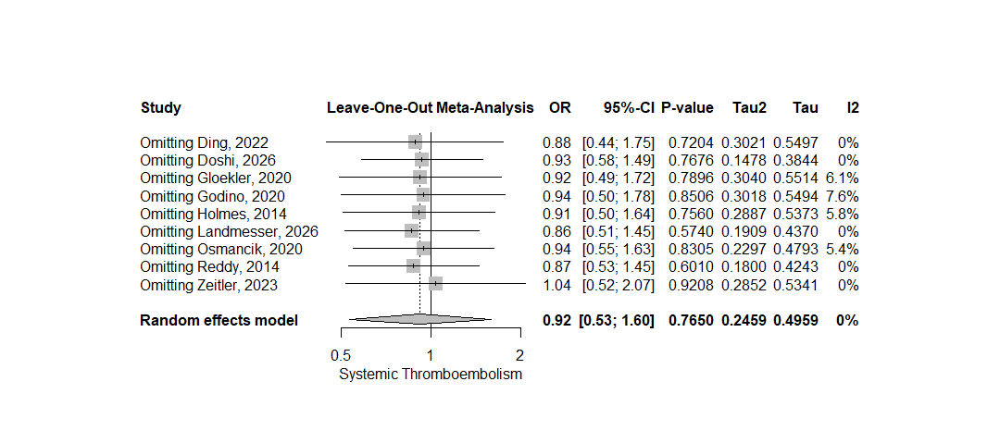 Study Leave-One-Out Meta-Analysis OR 95%-CI P-value Tau2 Tau I2
Omitting Ding, 2022 0.88 [0.44; 1.75] 0.7204 0.3021 0.5497 0%
Omitting Doshi, 2026 0.93 [0.58; 1.49] 0.7676 0.1478 0.3844 0%
Omitting Gloekler, 2020 0.92 [0.49; 1.72] 0.7896 0.3040 0.5514 6.1%
Omitting Godino, 2020 0.94 [0.50; 1.78] 0.8506 0.3018 0.5494 7.6%
Omitting Holmes, 2014 0.91 [0.50; 1.64] 0.7560 0.2887 0.5373 5.8%
Omitting Landmesser, 2026 0.86 [0.51; 1.45] 0.5740 0.1909 0.4370 0%
Omitting Osmancik, 2020 0.94 [0.55; 1.63] 0.8305 0.2297 0.4793 5.4%
Omitting Reddy, 2014 0.87 [0.53; 1.45] 0.6010 0.1800 0.4243 0%
Omitting Zeitler, 2023 1.04 [0.52; 2.07] 0.9208 0.2852 0.5341 0%
Random effects model 0.92 [0.53; 1.60] 0.7650 0.2459 0.4959 0%
0.5 1 2
Systemic Thromboembolism